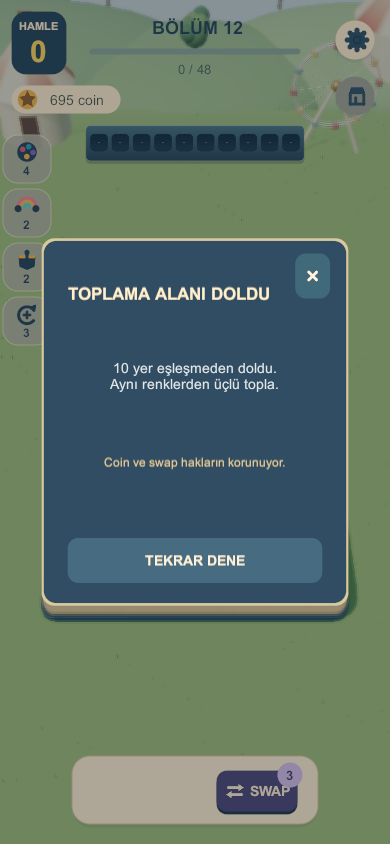 HAMLE
0
BÖLÜM 12
0 / 48
695 coin
4
2
2
3
TOPLAMA ALANI DOLDU
×
10 yer eşleşmeden doldu.
Aynı renklerden üçlü topla.
Coin ve swap hakların korunuyor.
TEKRAR DENE
3
SWAP